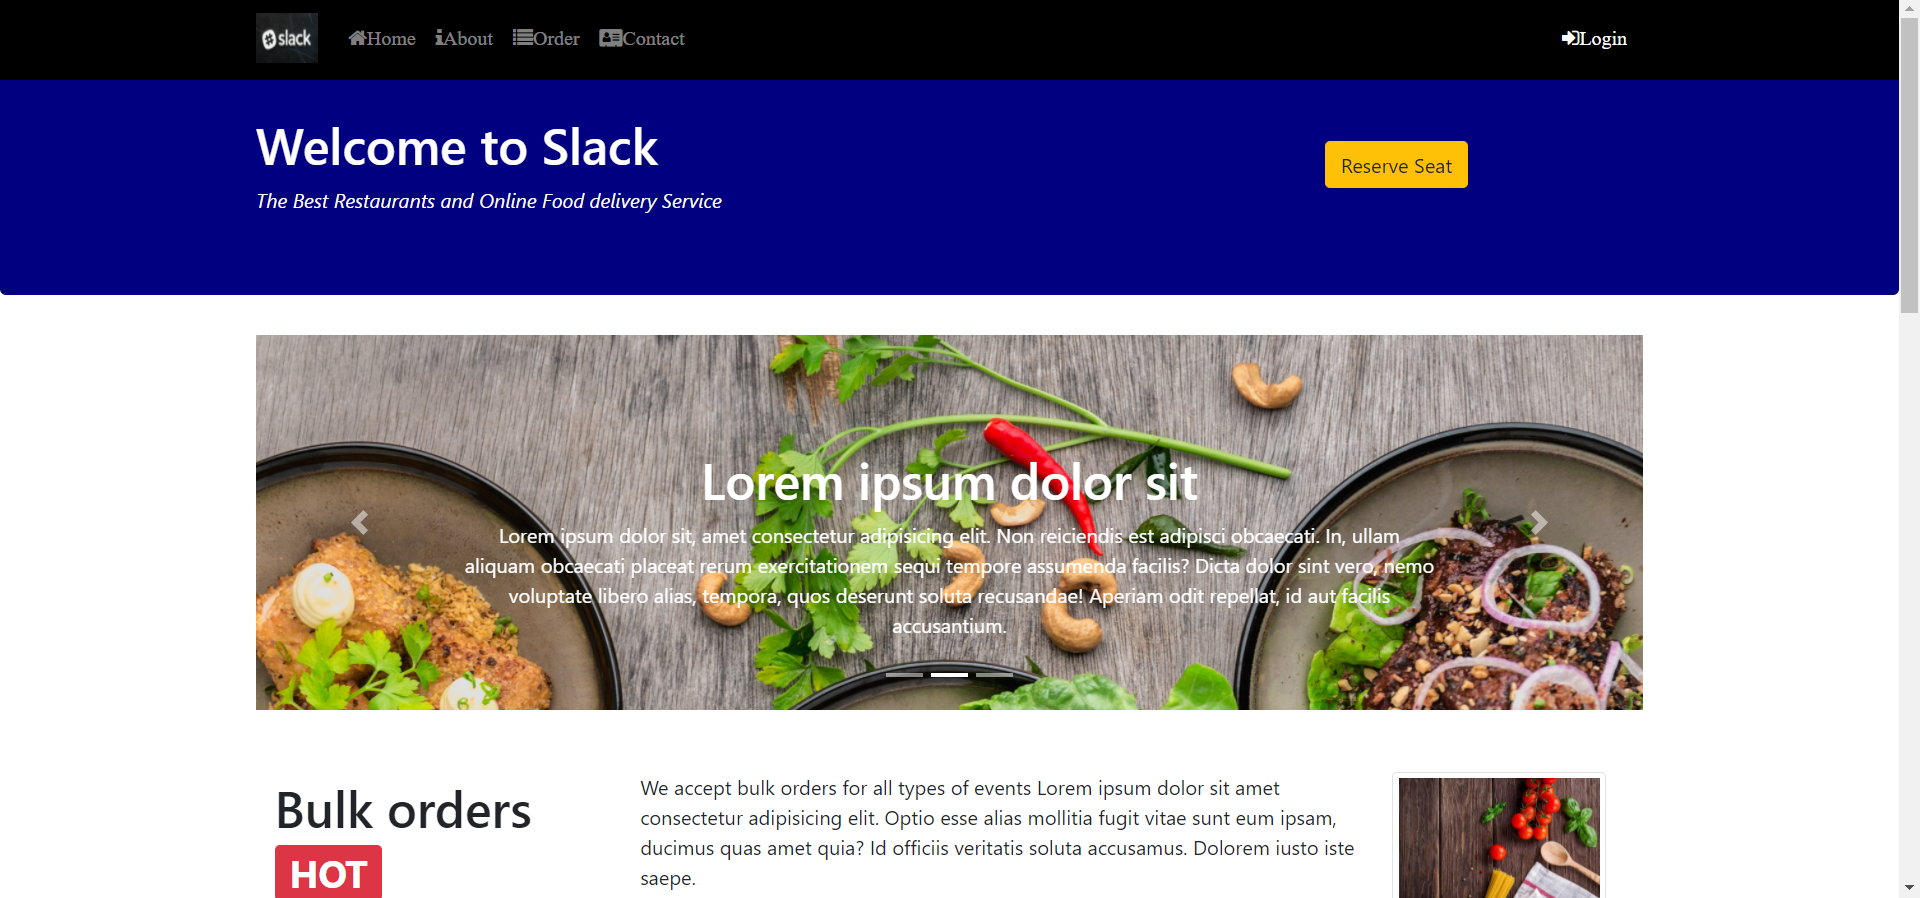 slack
Home About Order Contact
Login
Welcome to Slack
The Best Restaurants and Online Food delivery Service
Reserve Seat
Lorem ipsum dolor sit
Lorem ipsum dolor sit, amet consectetur adipisicing elit. Non reiciendis est adipisci obcaecati. In, ullam
aliquam obcaecati placeat rerum exercitationem sequi tempore assumenda facilis? Dicta dolor sint vero, nemo
voluptate libero alias, tempora, quos deserunt soluta recusandae! Aperiam odit repellat, id aut facilis
accusantium.
Bulk orders
HOT
We accept bulk orders for all types of events Lorem ipsum dolor sit amet
consectetur adipisicing elit. Optio esse alias mollitia fugit vitae sunt eum ipsam,
ducimus quas amet quia? Id officiis veritatis soluta accusamus. Dolorem iusto iste
saepe.